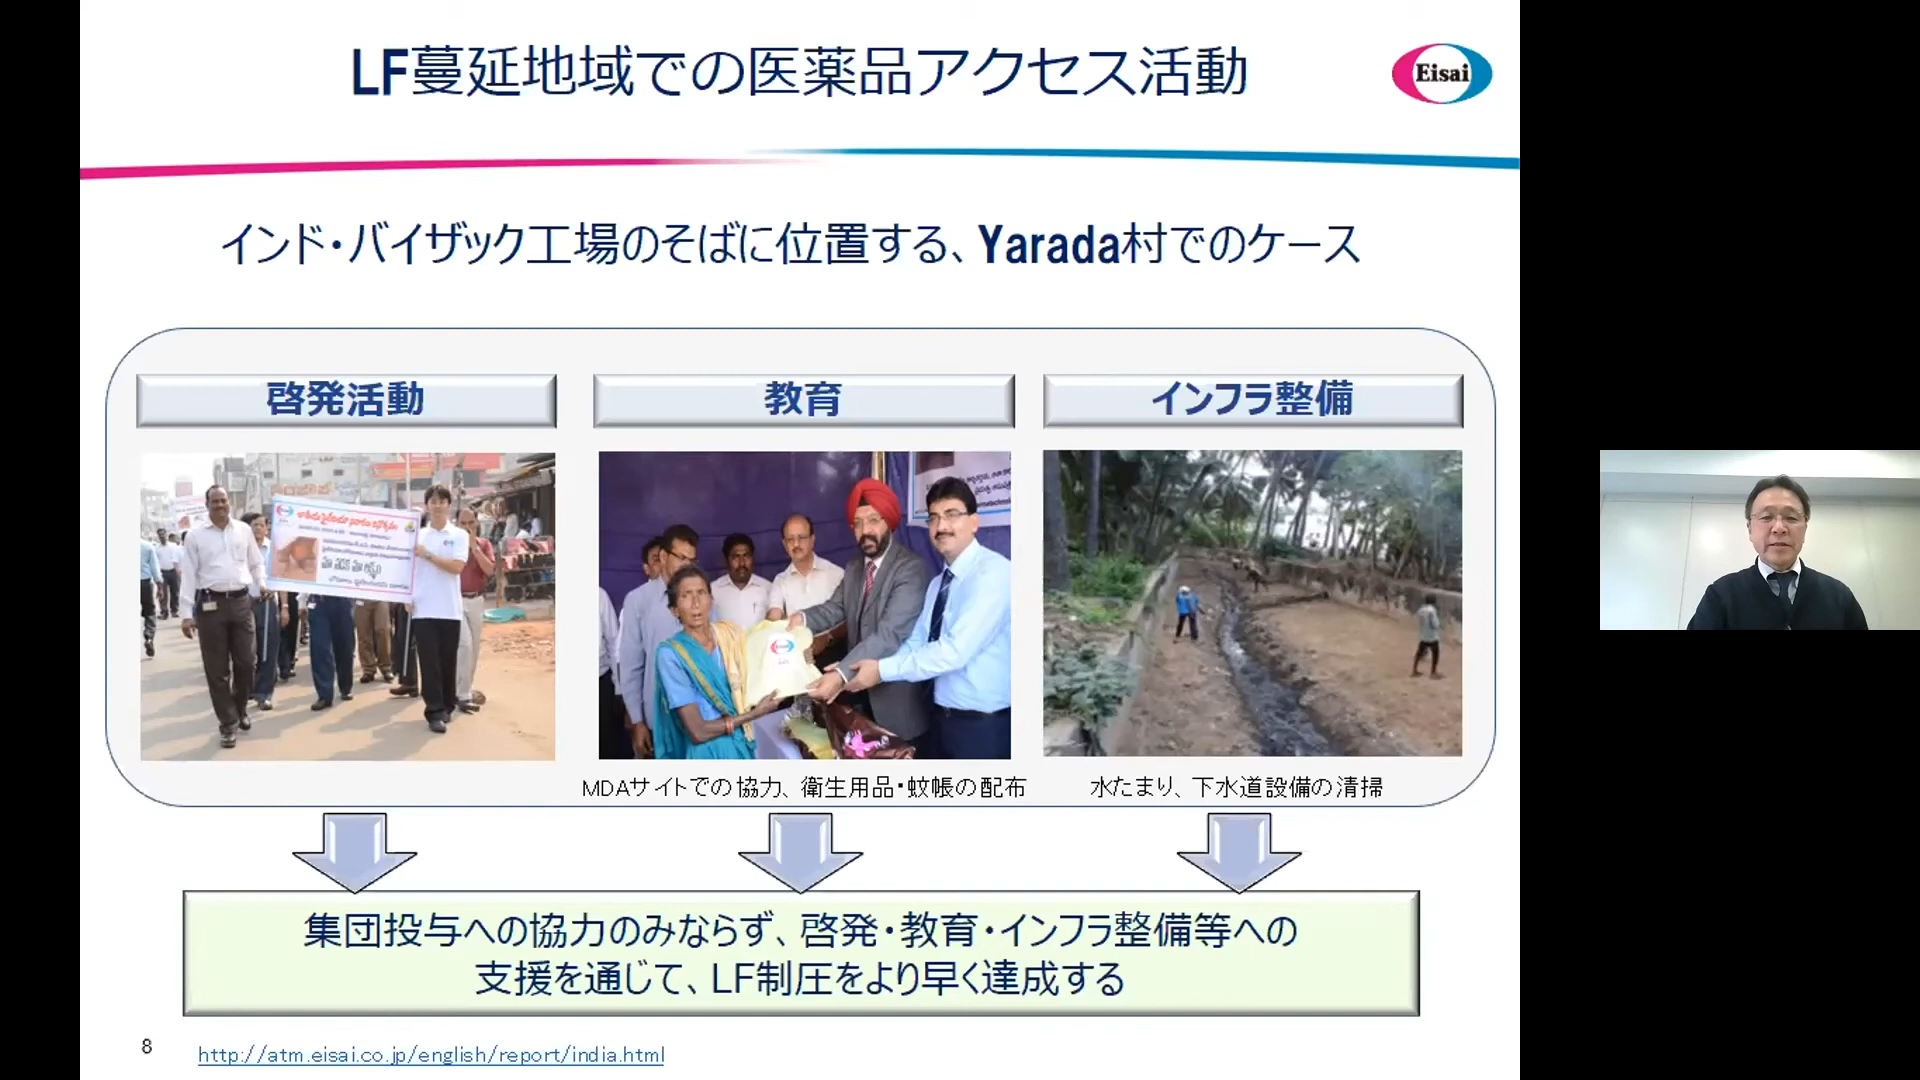 LF蔓延地域での医薬品アクセス活動
Eisai
インド・バイザック工場のそばに位置する、Yarada村でのケース
啓発活動
教育
インフラ整備
MDAサイトでの協力、衛生用品・蚊帳の配布
水たまり、下水道設備の清掃
集団投与への協力のみならず、啓発・教育・インフラ整備等への
支援を通じて、LF制圧をより早く達成する
8
http://atm.eisai.co.jp/english/report/india.html